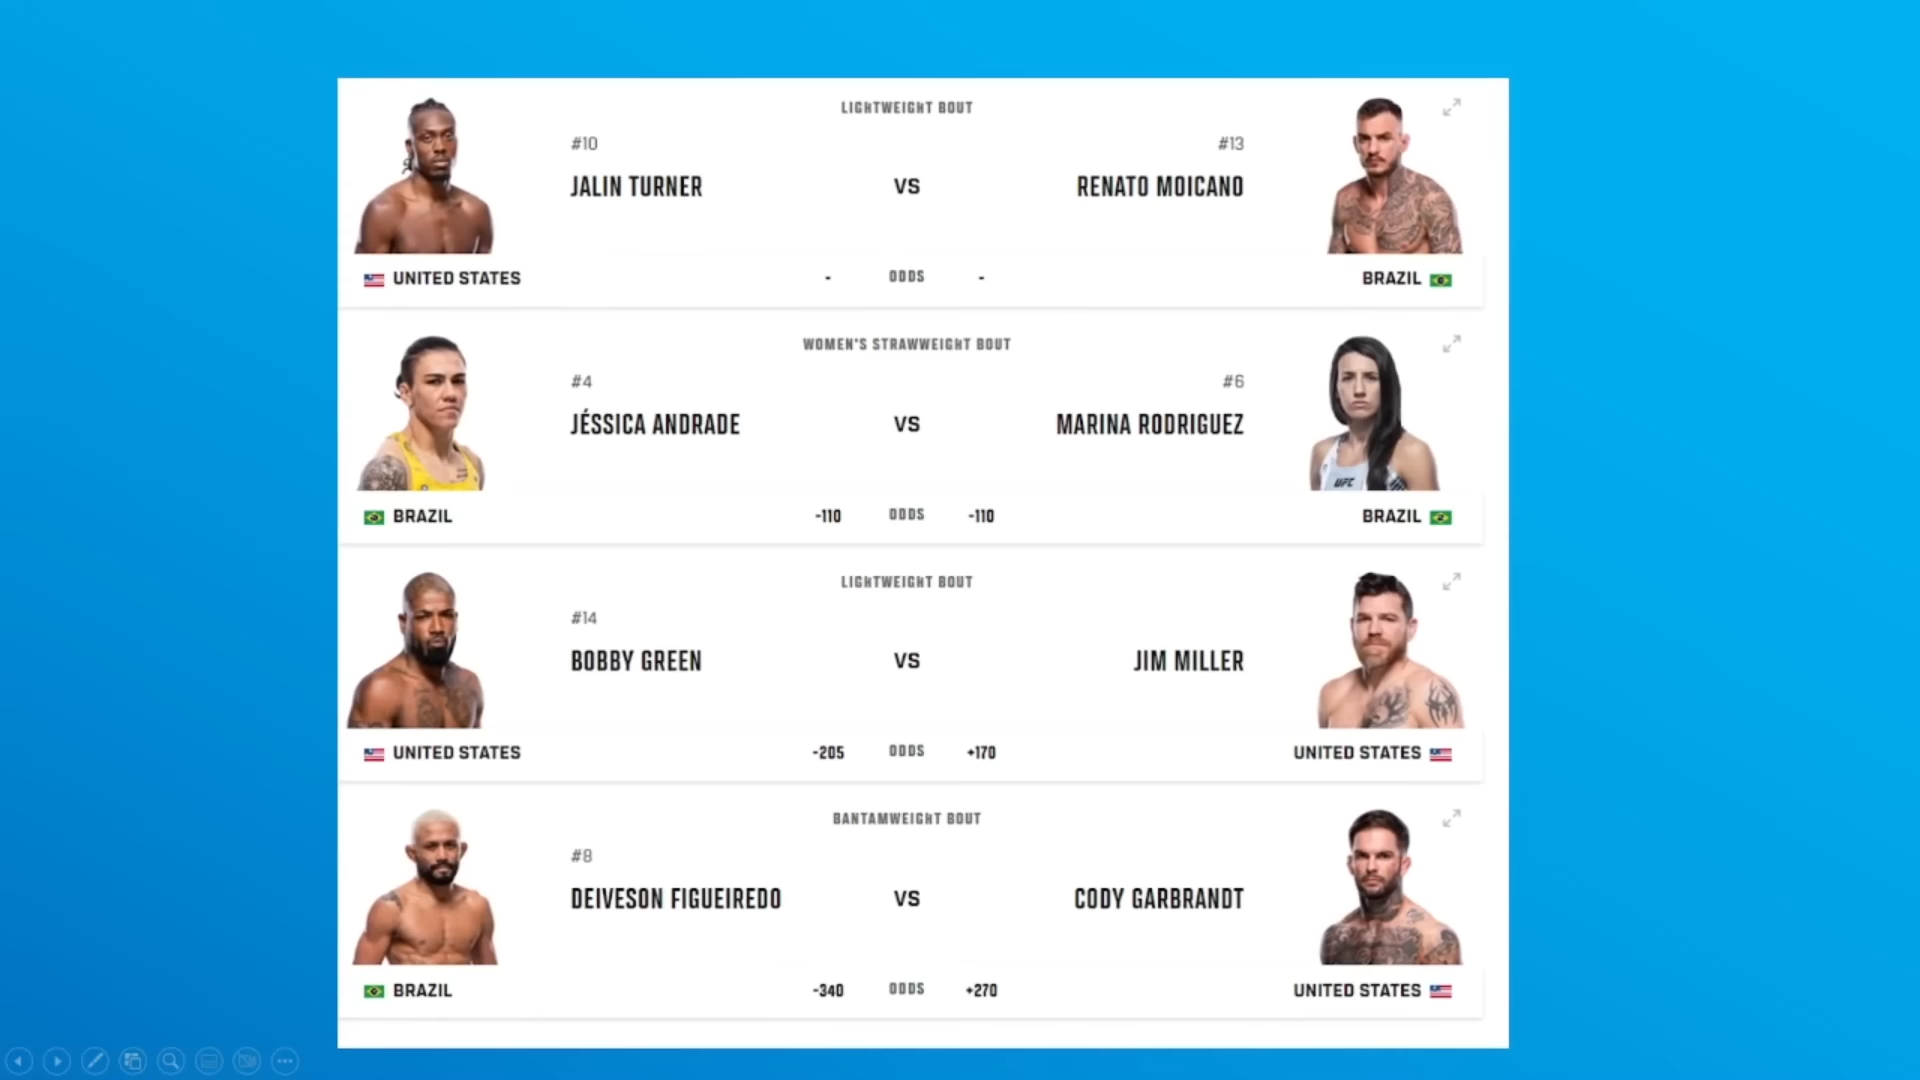 LIGHTWEIGHT BOUT
#10 #13
JALIN TURNER VS RENATO MOICANO
UNITED STATES - ODDS - BRAZIL
WOMEN'S STRAWWEIGHT BOUT
#4 #6
JÉSSICA ANDRADE VS MARINA RODRIGUEZ
UFC
BRAZIL -110 ODDS -110 BRAZIL
LIGHTWEIGHT BOUT
#14
BOBBY GREEN VS JIM MILLER
UNITED STATES -205 ODDS +170 UNITED STATES
BANTAMWEIGHT BOUT
#8
DEIVESON FIGUEIREDO VS CODY GARBRANDT
BRAZIL -340 ODDS +270 UNITED STATES